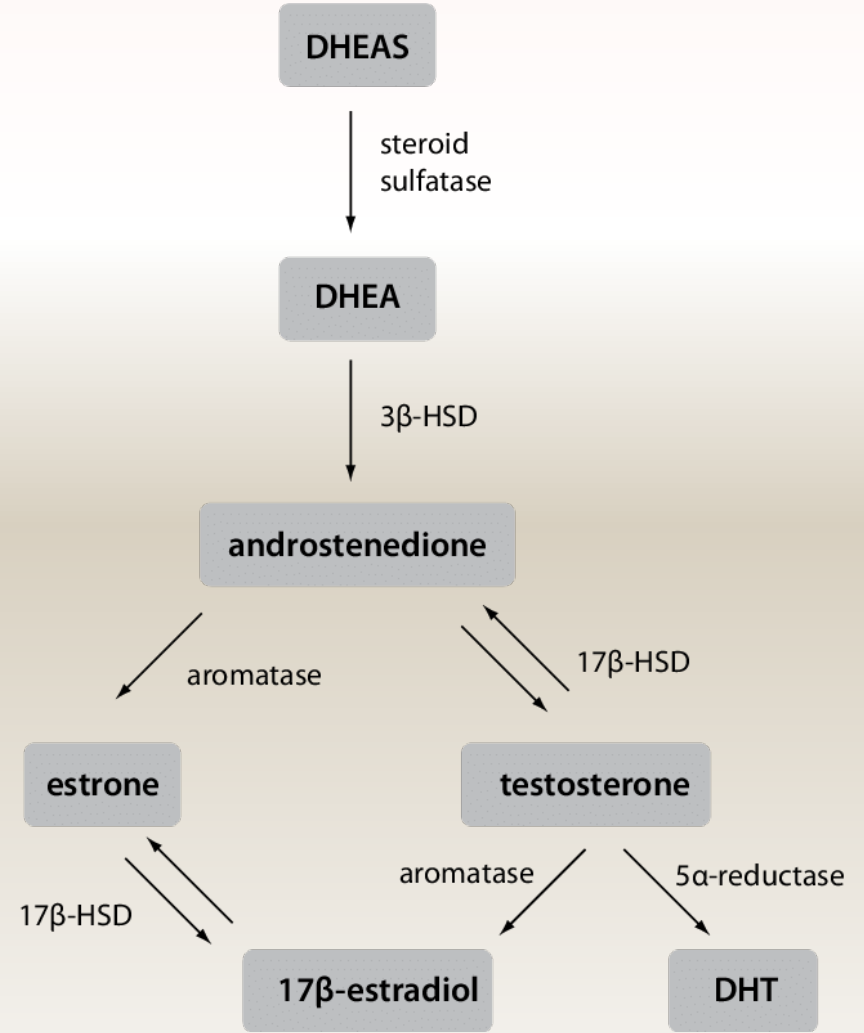 DHEAS
steroid
sulfatase
DHEA
3β-HSD
androstenedione
aromatase
17β-HSD
estrone
testosterone
aromatase
5α-reductase
17β-HSD
17β-estradiol
DHT